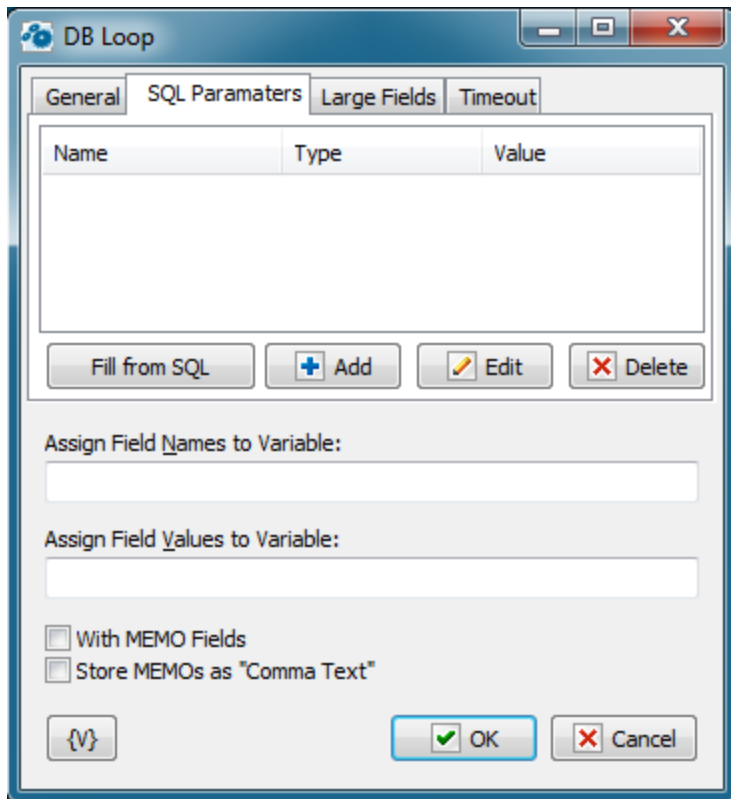 DB Loop
General SQL Paramaters Large Fields Timeout
Name Type Value
Fill from SQL Add Edit Delete
Assign Field Names to Variable:
Assign Field Values to Variable:
With MEMO Fields
Store MEMOs as "Comma Text"
{V} OK Cancel